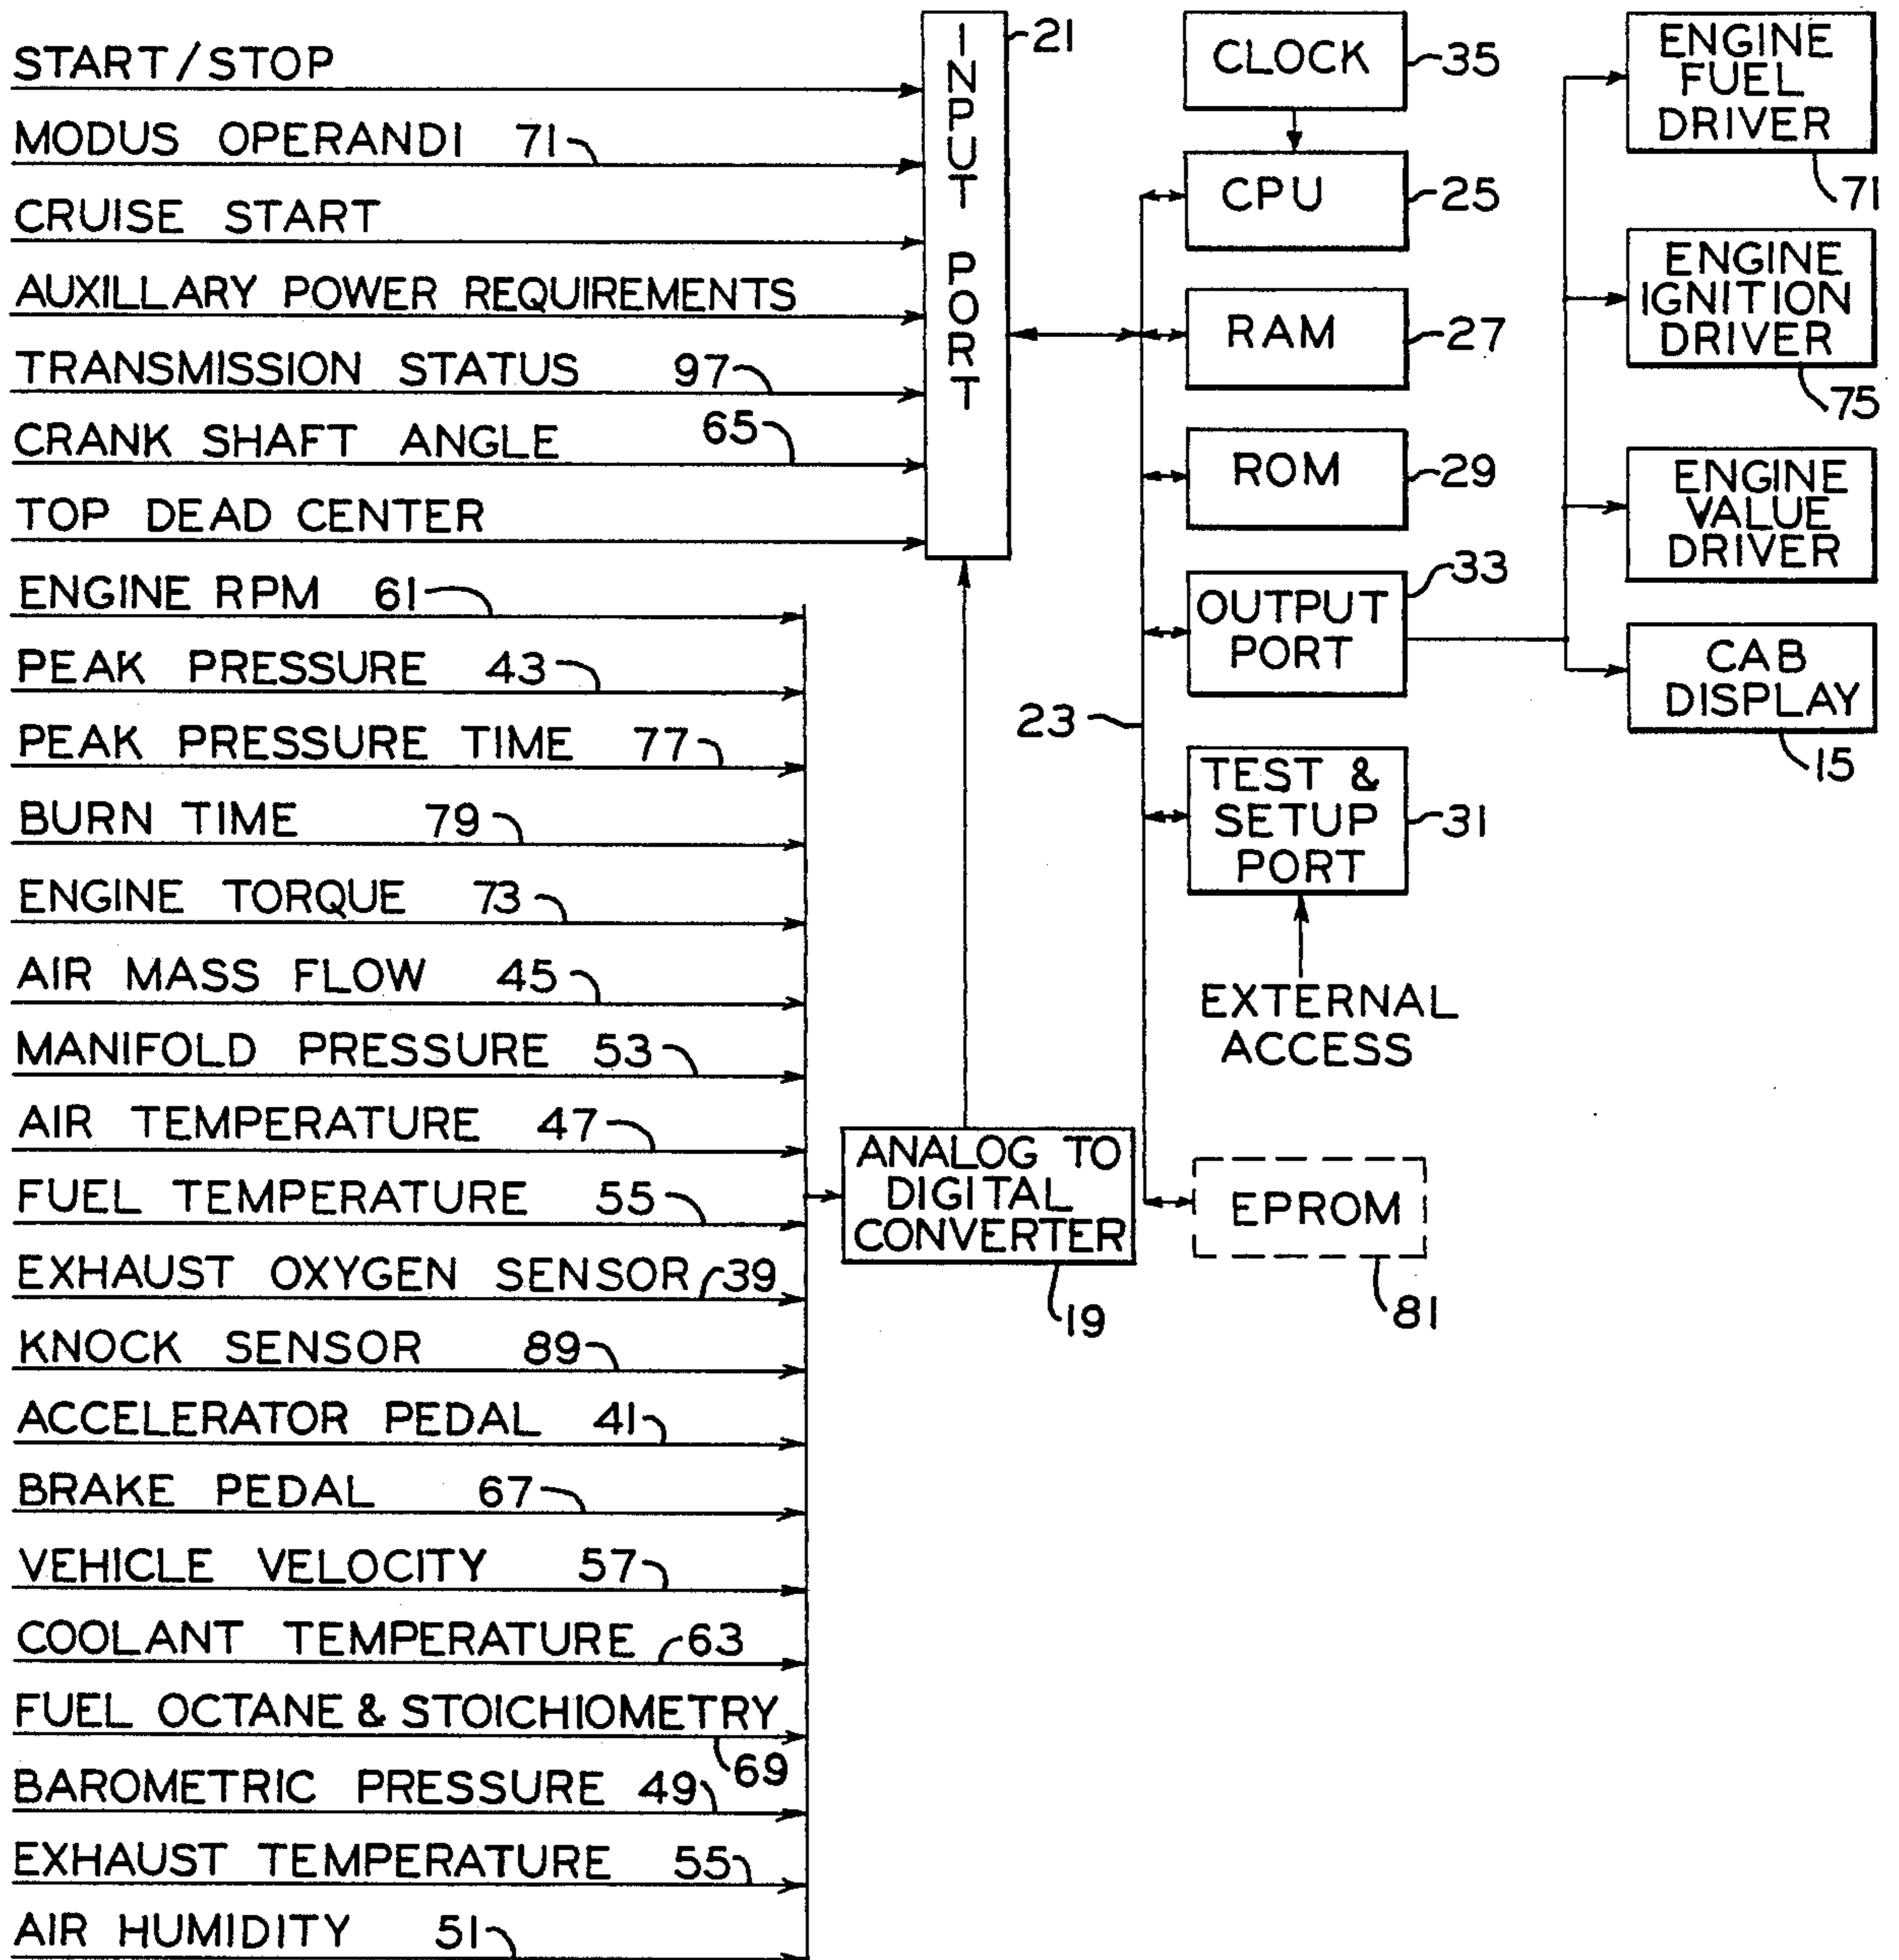 START/STOP
MODUS OPERANDI 71
CRUISE START
AUXILLARY POWER REQUIREMENTS
TRANSMISSION STATUS 97
CRANK SHAFT ANGLE 65
TOP DEAD CENTER
ENGINE RPM 61
PEAK PRESSURE 43
PEAK PRESSURE TIME 77
BURN TIME 79
ENGINE TORQUE 73
AIR MASS FLOW 45
MANIFOLD PRESSURE 53
AIR TEMPERATURE 47
FUEL TEMPERATURE 55
EXHAUST OXYGEN SENSOR 39
KNOCK SENSOR 89
ACCELERATOR PEDAL 41
BRAKE PEDAL 67
VEHICLE VELOCITY 57
COOLANT TEMPERATURE 63
FUEL OCTANE & STOICHIOMETRY
69
BAROMETRIC PRESSURE 49
EXHAUST TEMPERATURE 55
AIR HUMIDITY 51
INPUT PORT
21
ANALOG TO
DIGITAL
CONVERTER
19
CLOCK
35
CPU
25
RAM
27
ROM
29
OUTPUT
PORT
33
23
TEST &
SETUP
PORT
31
EXTERNAL
ACCESS
EPROM
81
ENGINE
FUEL
DRIVER
71
ENGINE
IGNITION
DRIVER
75
ENGINE
VALUE
DRIVER
CAB
DISPLAY
15